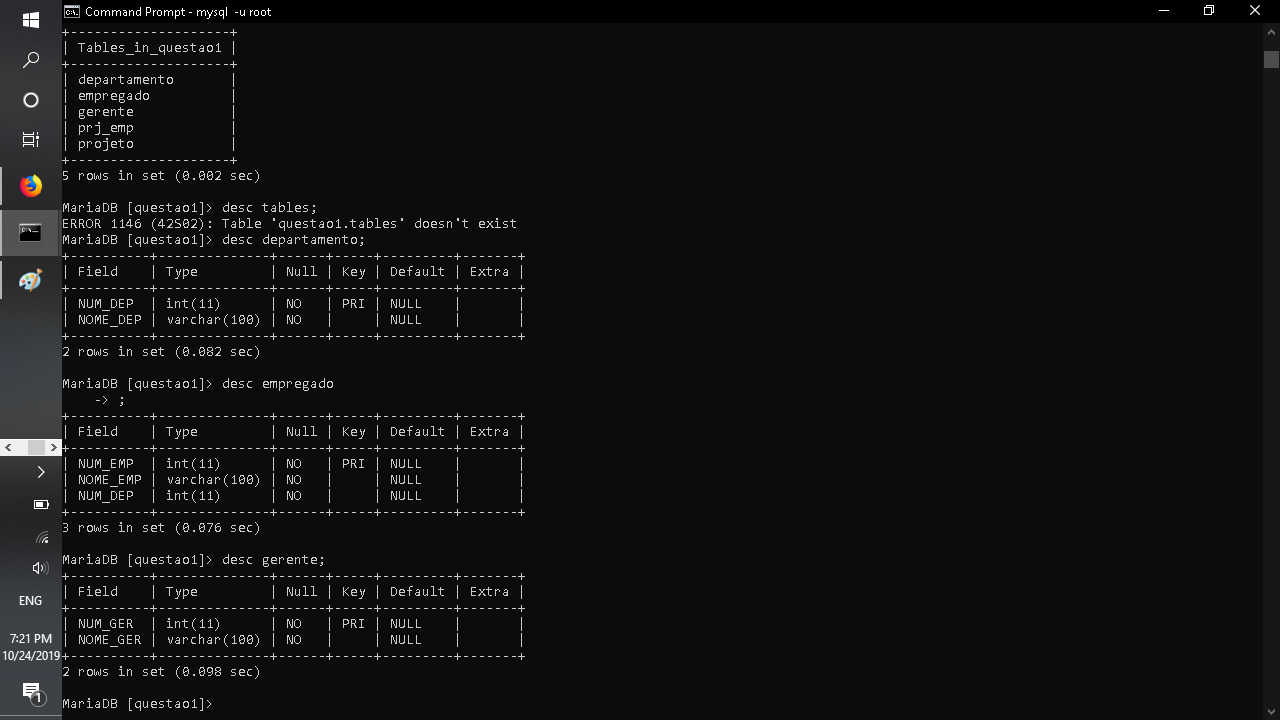 Command Prompt - mysql  -u root
+--------------------+
| Tables_in_questao1 |
+--------------------+
| departamento       |
| empregado          |
| gerente            |
| prj_emp            |
| projeto            |
+--------------------+
5 rows in set (0.002 sec)
MariaDB [questao1]> desc tables;
ERROR 1146 (42S02): Table 'questao1.tables' doesn't exist
MariaDB [questao1]> desc departamento;
+----------+--------------+------+-----+---------+-------+
| Field    | Type         | Null | Key | Default | Extra |
+----------+--------------+------+-----+---------+-------+
| NUM_DEP  | int(11)      | NO   | PRI | NULL    |       |
| NOME_DEP | varchar(100) | NO   |     | NULL    |       |
+----------+--------------+------+-----+---------+-------+
2 rows in set (0.082 sec)
MariaDB [questao1]> desc empregado
    -> ;
+----------+--------------+------+-----+---------+-------+
| Field    | Type         | Null | Key | Default | Extra |
+----------+--------------+------+-----+---------+-------+
| NUM_EMP  | int(11)      | NO   | PRI | NULL    |       |
| NOME_EMP | varchar(100) | NO   |     | NULL    |       |
| NUM_DEP  | int(11)      | NO   |     | NULL    |       |
+----------+--------------+------+-----+---------+-------+
3 rows in set (0.076 sec)
MariaDB [questao1]> desc gerente;
+----------+--------------+------+-----+---------+-------+
| Field    | Type         | Null | Key | Default | Extra |
+----------+--------------+------+-----+---------+-------+
| NUM_GER  | int(11)      | NO   | PRI | NULL    |       |
| NOME_GER | varchar(100) | NO   |     | NULL    |       |
+----------+--------------+------+-----+---------+-------+
2 rows in set (0.098 sec)
MariaDB [questao1]>
ENG
7:21 PM
10/24/2019
1